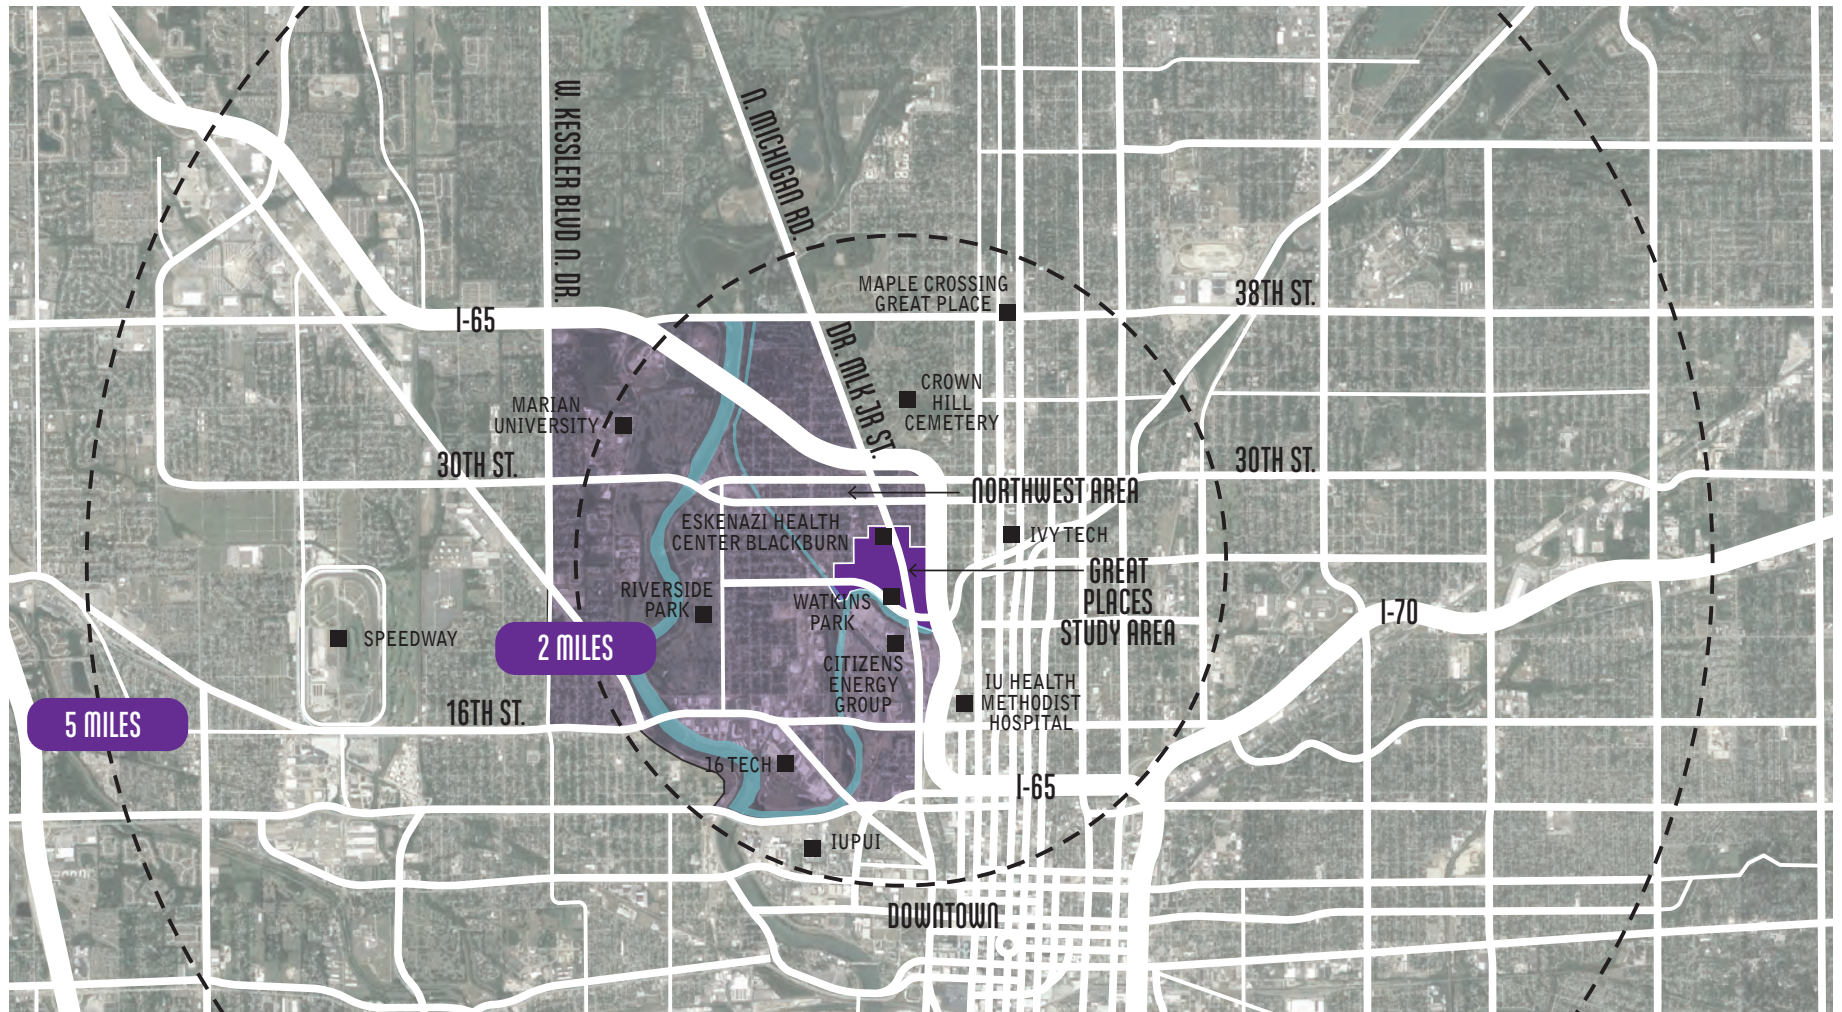 W. KESSLER BLVD N. DR.
N. MICHIGAN RD.
MAPLE CROSSING
GREAT PLACE
38TH ST.
I-65
DR. MLK JR ST.
CROWN
HILL
CEMETERY
MARIAN
UNIVERSITY
30TH ST.
30TH ST.
NORTHWEST AREA
ESKENAZI HEALTH
CENTER BLACKBURN
IVY TECH
GREAT
PLACES
STUDY AREA
RIVERSIDE
PARK
WATKINS
PARK
I-70
SPEEDWAY
2 MILES
CITIZENS
ENERGY
GROUP
IU HEALTH
METHODIST
HOSPITAL
5 MILES
16TH ST.
16 TECH
I-65
IUPUI
DOWNTOWN